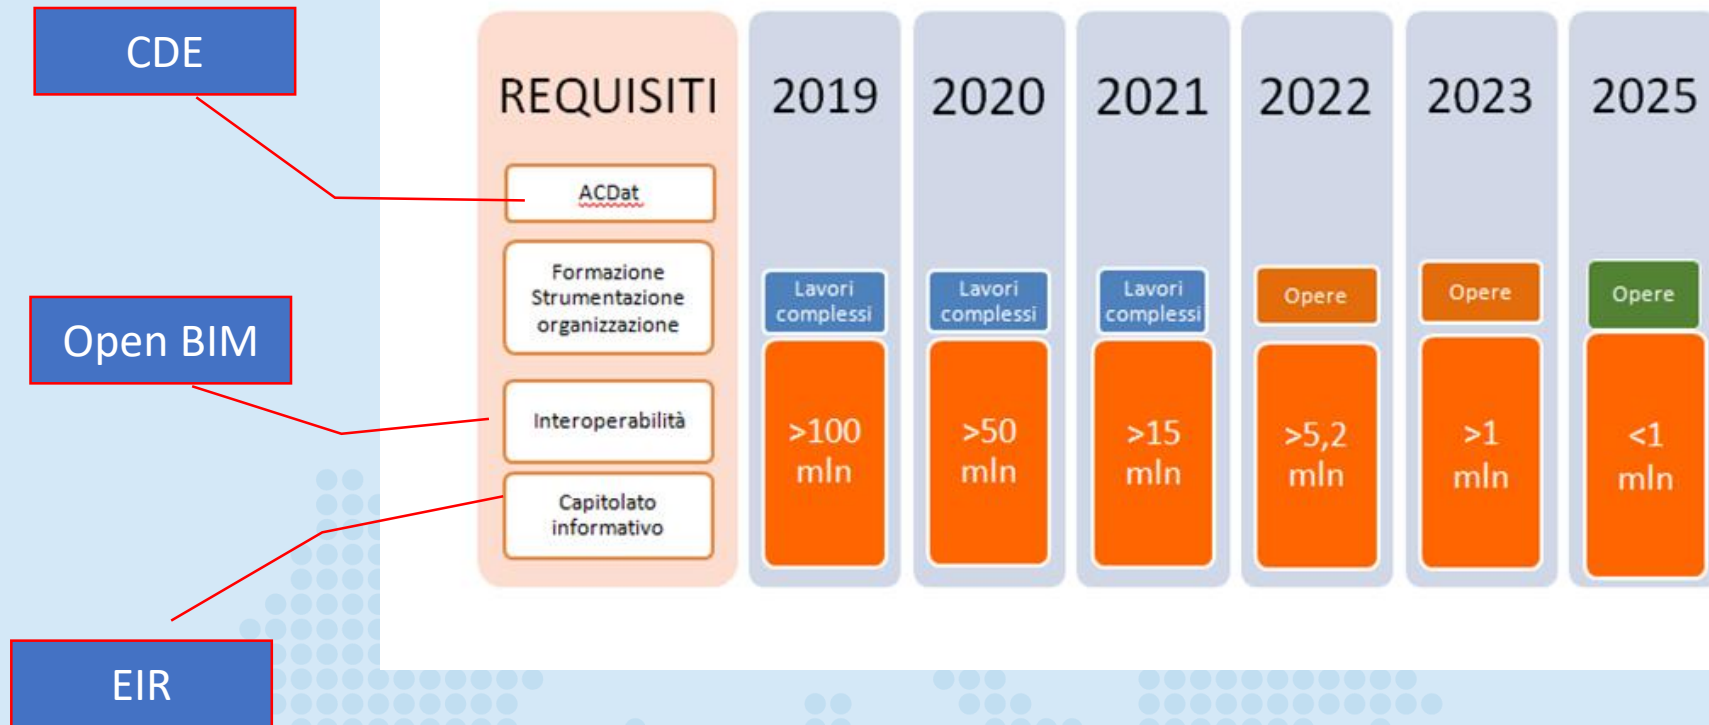 CDE
Open BIM
EIR
REQUISITI
ACDat
Formazione
Strumentazione
organizzazione
Interoperabilità
Capitolato
informativo
2019
Lavori
complessi
>100
mln
2020
Lavori
complessi
>50
mln
2021
Lavori
complessi
>15
mln
2022
Opere
>5,2
mln
2023
Opere
>1
mln
2025
Opere
<1
mln